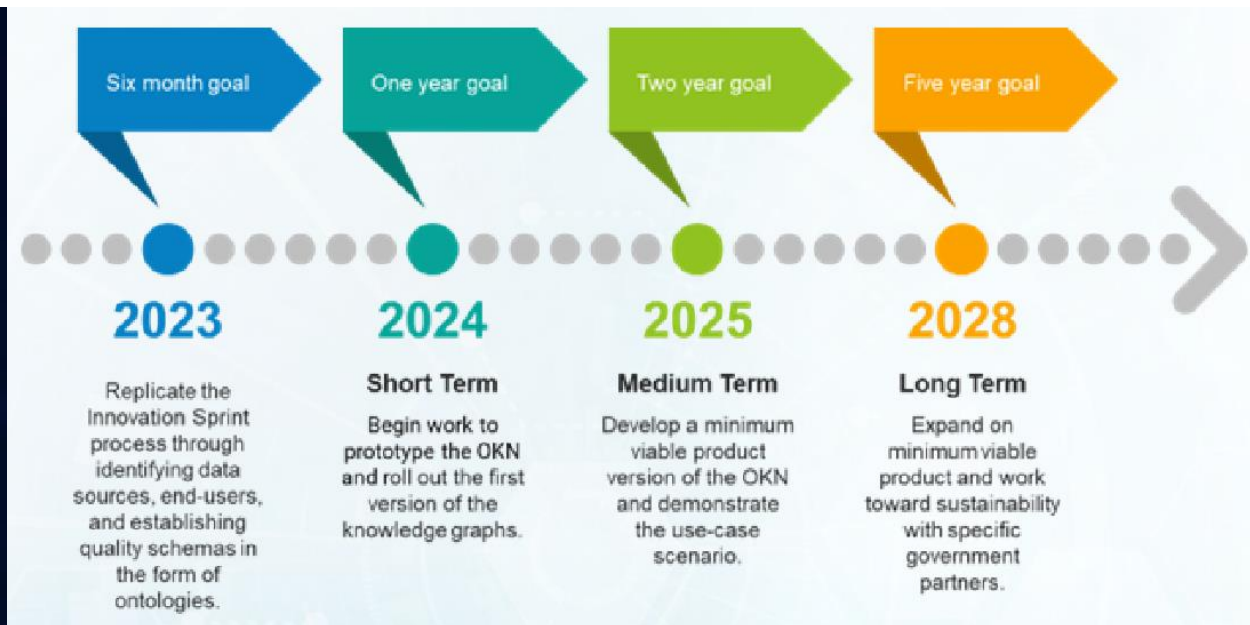 Six month goal
One year goal
Two year goal
Five year goal
2023
2024
2025
2028
Replicate the
Innovation Sprint
process through
identifying data
sources, end-users,
and establishing
quality schemas in
the form of
ontologies.
Short Term
Begin work to
prototype the OKN
and roll out the first
version of the
knowledge graphs.
Medium Term
Develop a minimum
viable product
version of the OKN
and demonstrate
the use-case
scenario.
Long Term
Expand on
minimum viable
product and work
toward sustainability
with specific
government
partners.